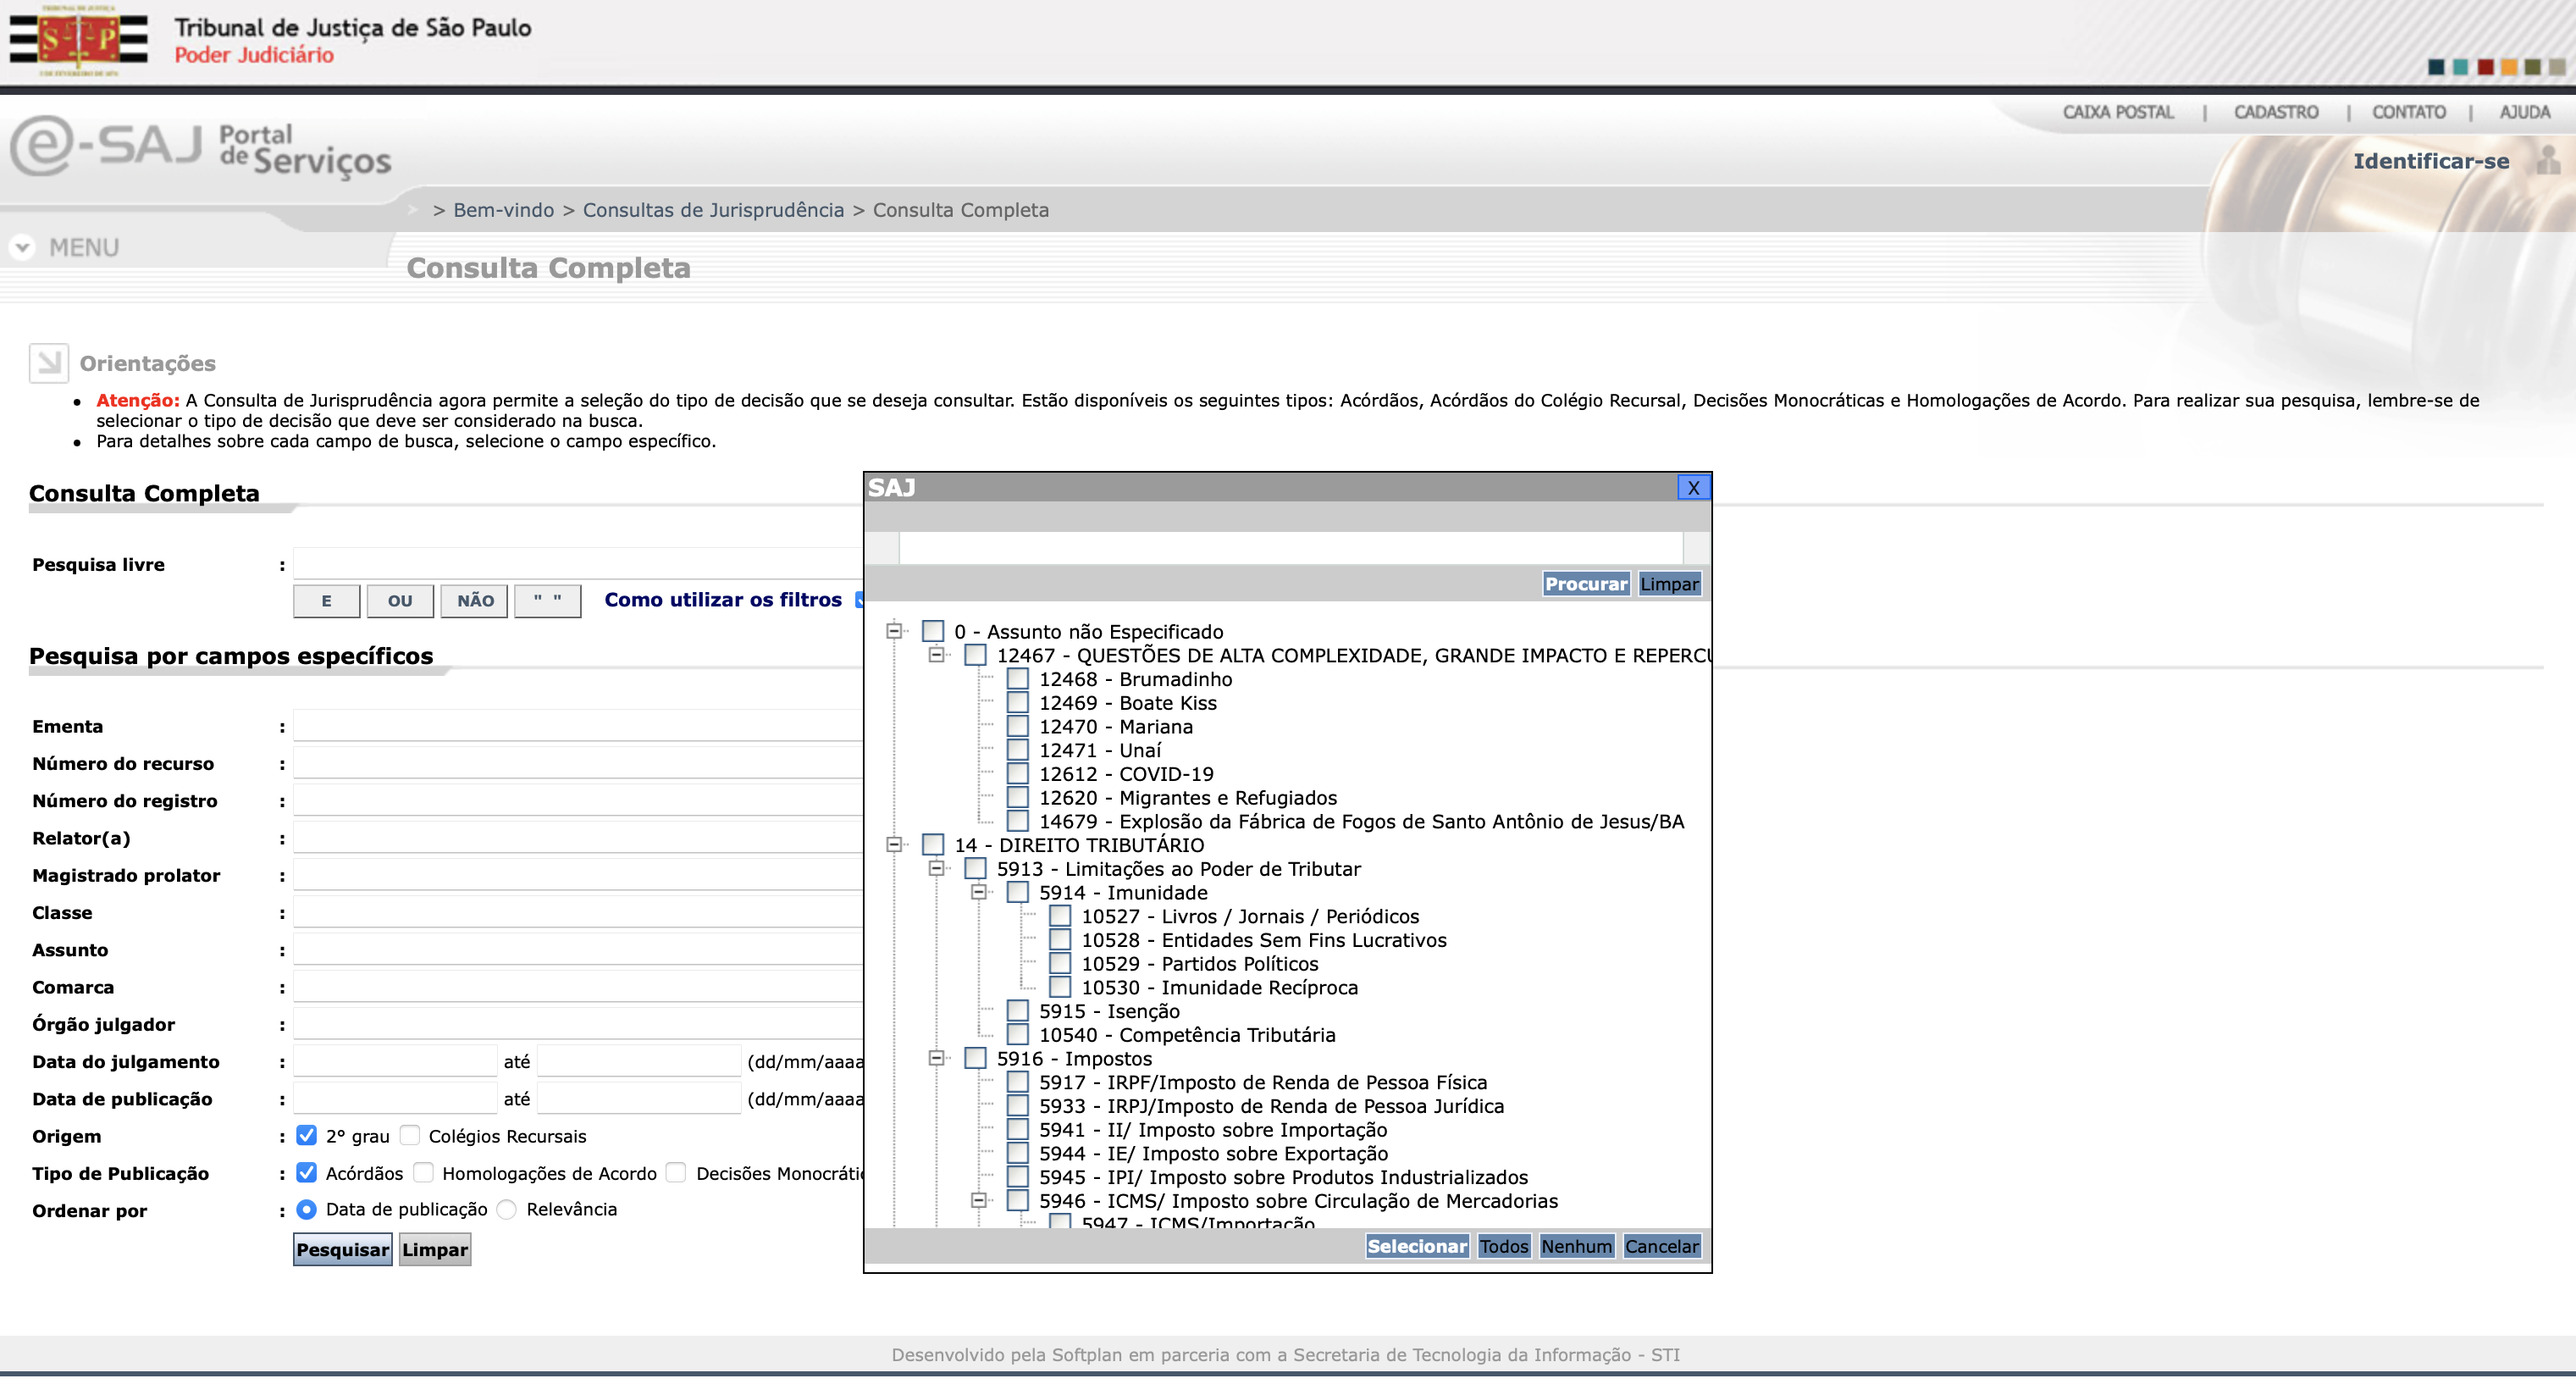 TRIBUNAL DE JUSTIÇA
S P
3 DE FEVEREIRO DE 1874
Tribunal de Justiça de São Paulo
Poder Judiciário
CAIXA POSTAL | CADASTRO | CONTATO | AJUDA
e-SAJ Portal de Serviços
Identificar-se
> Bem-vindo > Consultas de Jurisprudência > Consulta Completa
MENU
Consulta Completa
Orientações
Atenção: A Consulta de Jurisprudência agora permite a seleção do tipo de decisão que se deseja consultar. Estão disponíveis os seguintes tipos: Acórdãos, Acórdãos do Colégio Recursal, Decisões Monocráticas e Homologações de Acordo. Para realizar sua pesquisa, lembre-se de
selecionar o tipo de decisão que deve ser considerado na busca.
Para detalhes sobre cada campo de busca, selecione o campo específico.
Consulta Completa
Pesquisa livre :
E OU NÃO " " Como utilizar os filtros
Pesquisa por campos específicos
Ementa :
Número do recurso :
Número do registro :
Relator(a) :
Magistrado prolator :
Classe :
Assunto :
Comarca :
Órgão julgador :
Data do julgamento : até (dd/mm/aaaa
Data de publicação : até (dd/mm/aaaa
Origem : 2º grau Colégios Recursais
Tipo de Publicação : Acórdãos Homologações de Acordo Decisões Monocráti
Ordenar por : Data de publicação Relevância
Pesquisar Limpar
SAJ X
Procurar Limpar
0 - Assunto não Especificado
12467 - QUESTÕES DE ALTA COMPLEXIDADE, GRANDE IMPACTO E REPERCU
12468 - Brumadinho
12469 - Boate Kiss
12470 - Mariana
12471 - Unaí
12612 - COVID-19
12620 - Migrantes e Refugiados
14679 - Explosão da Fábrica de Fogos de Santo Antônio de Jesus/BA
14 - DIREITO TRIBUTÁRIO
5913 - Limitações ao Poder de Tributar
5914 - Imunidade
10527 - Livros / Jornais / Periódicos
10528 - Entidades Sem Fins Lucrativos
10529 - Partidos Políticos
10530 - Imunidade Recíproca
5915 - Isenção
10540 - Competência Tributária
5916 - Impostos
5917 - IRPF/Imposto de Renda de Pessoa Física
5933 - IRPJ/Imposto de Renda de Pessoa Jurídica
5941 - II/ Imposto sobre Importação
5944 - IE/ Imposto sobre Exportação
5945 - IPI/ Imposto sobre Produtos Industrializados
5946 - ICMS/ Imposto sobre Circulação de Mercadorias
5947 - ICMS/Importação
Selecionar Todos Nenhum Cancelar
Desenvolvido pela Softplan em parceria com a Secretaria de Tecnologia da Informação - STI